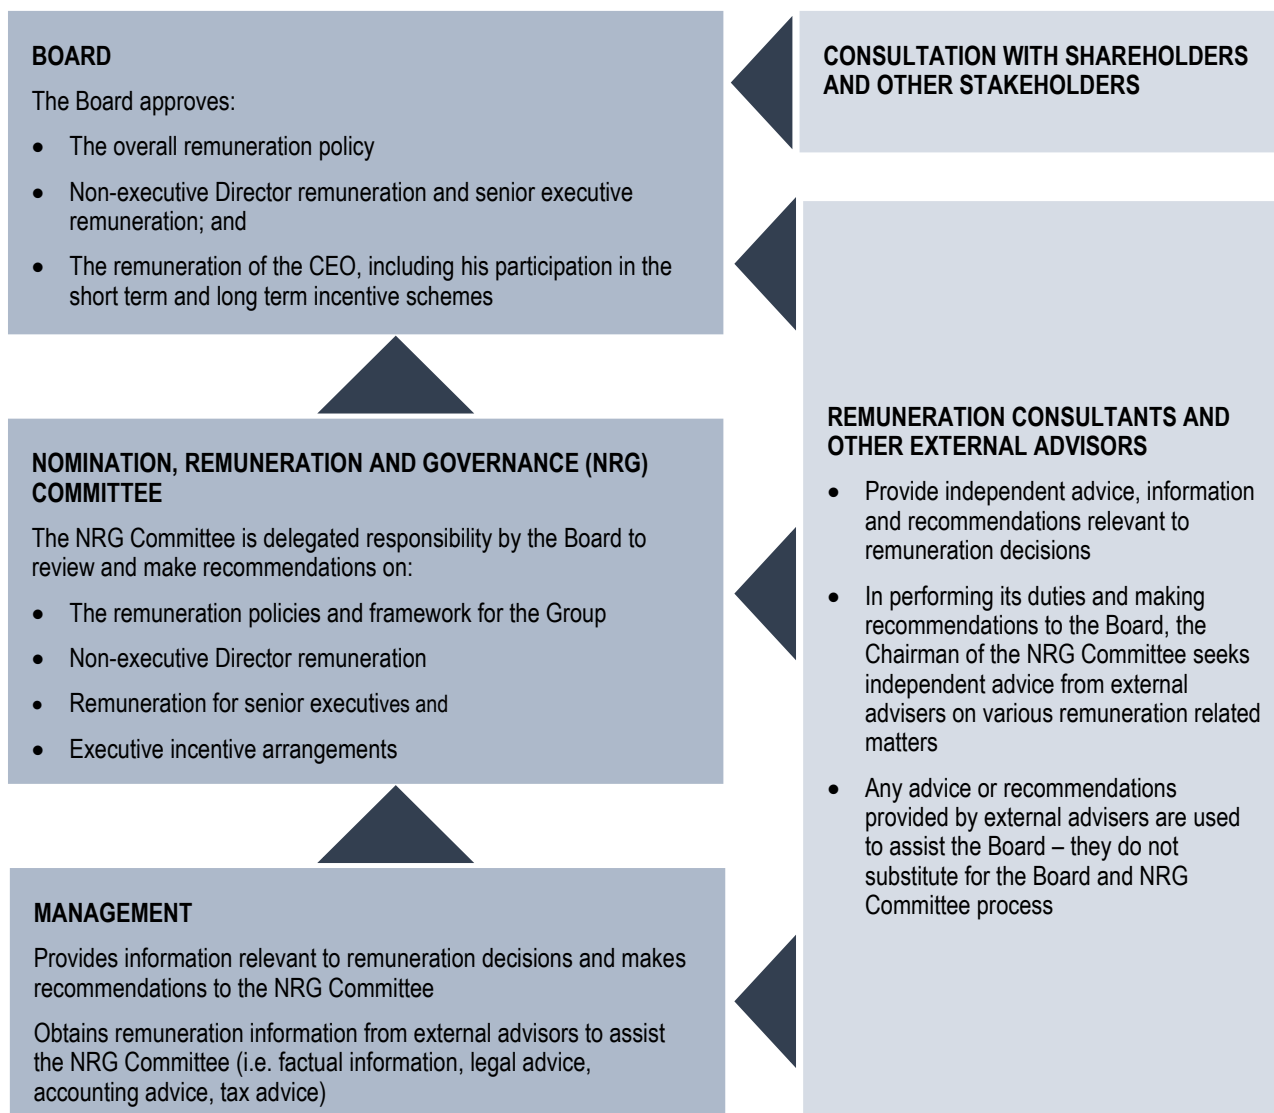 BOARD
The Board approves:
• The overall remuneration policy
• Non-executive Director remuneration and senior executive
remuneration; and
• The remuneration of the CEO, including his participation in the
short term and long term incentive schemes
CONSULTATION WITH SHAREHOLDERS
AND OTHER STAKEHOLDERS
NOMINATION, REMUNERATION AND GOVERNANCE (NRG)
COMMITTEE
The NRG Committee is delegated responsibility by the Board to
review and make recommendations on:
• The remuneration policies and framework for the Group
• Non-executive Director remuneration
• Remuneration for senior executives and
• Executive incentive arrangements
MANAGEMENT
Provides information relevant to remuneration decisions and makes
recommendations to the NRG Committee
Obtains remuneration information from external advisors to assist
the NRG Committee (i.e. factual information, legal advice,
accounting advice, tax advice)
REMUNERATION CONSULTANTS AND
OTHER EXTERNAL ADVISORS
• Provide independent advice, information
and recommendations relevant to
remuneration decisions
• In performing its duties and making
recommendations to the Board, the
Chairman of the NRG Committee seeks
independent advice from external
advisers on various remuneration related
matters
• Any advice or recommendations
provided by external advisers are used
to assist the Board – they do not
substitute for the Board and NRG
Committee process